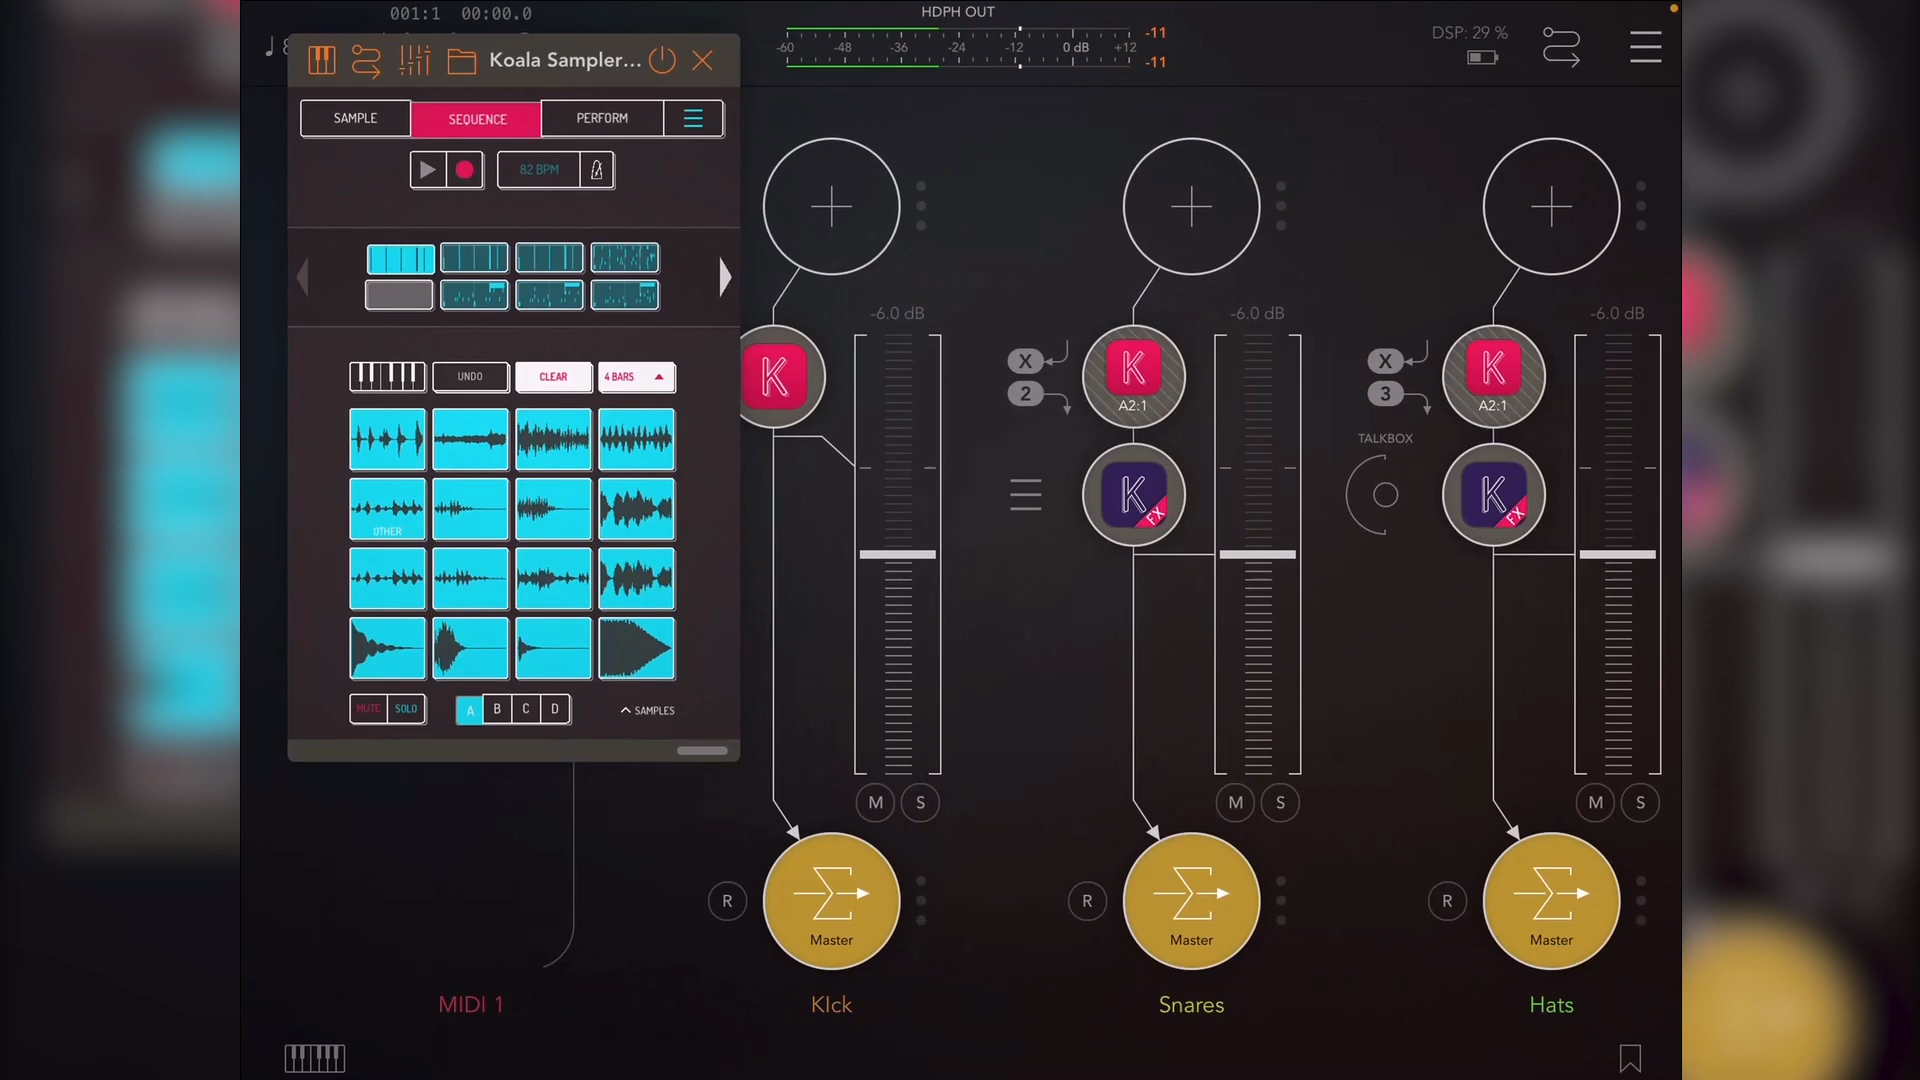 001:1 00:00.0
HDPH OUT
-60 -48 -36 -24 -12 0 dB +12
-11
-11
DSP: 29 %
Koala Sampler...
SAMPLE SEQUENCE PERFORM
82 BPM
UNDO CLEAR 4 BARS
OTHER
MUTE SOLO A B C D SAMPLES
-6.0 dB -6.0 dB -6.0 dB
K
X K A2:1
2
X K A2:1
3
TALKBOX
K FX
K FX
M S M S M S
R Master R Master R Master
MIDI 1 KIck Snares Hats